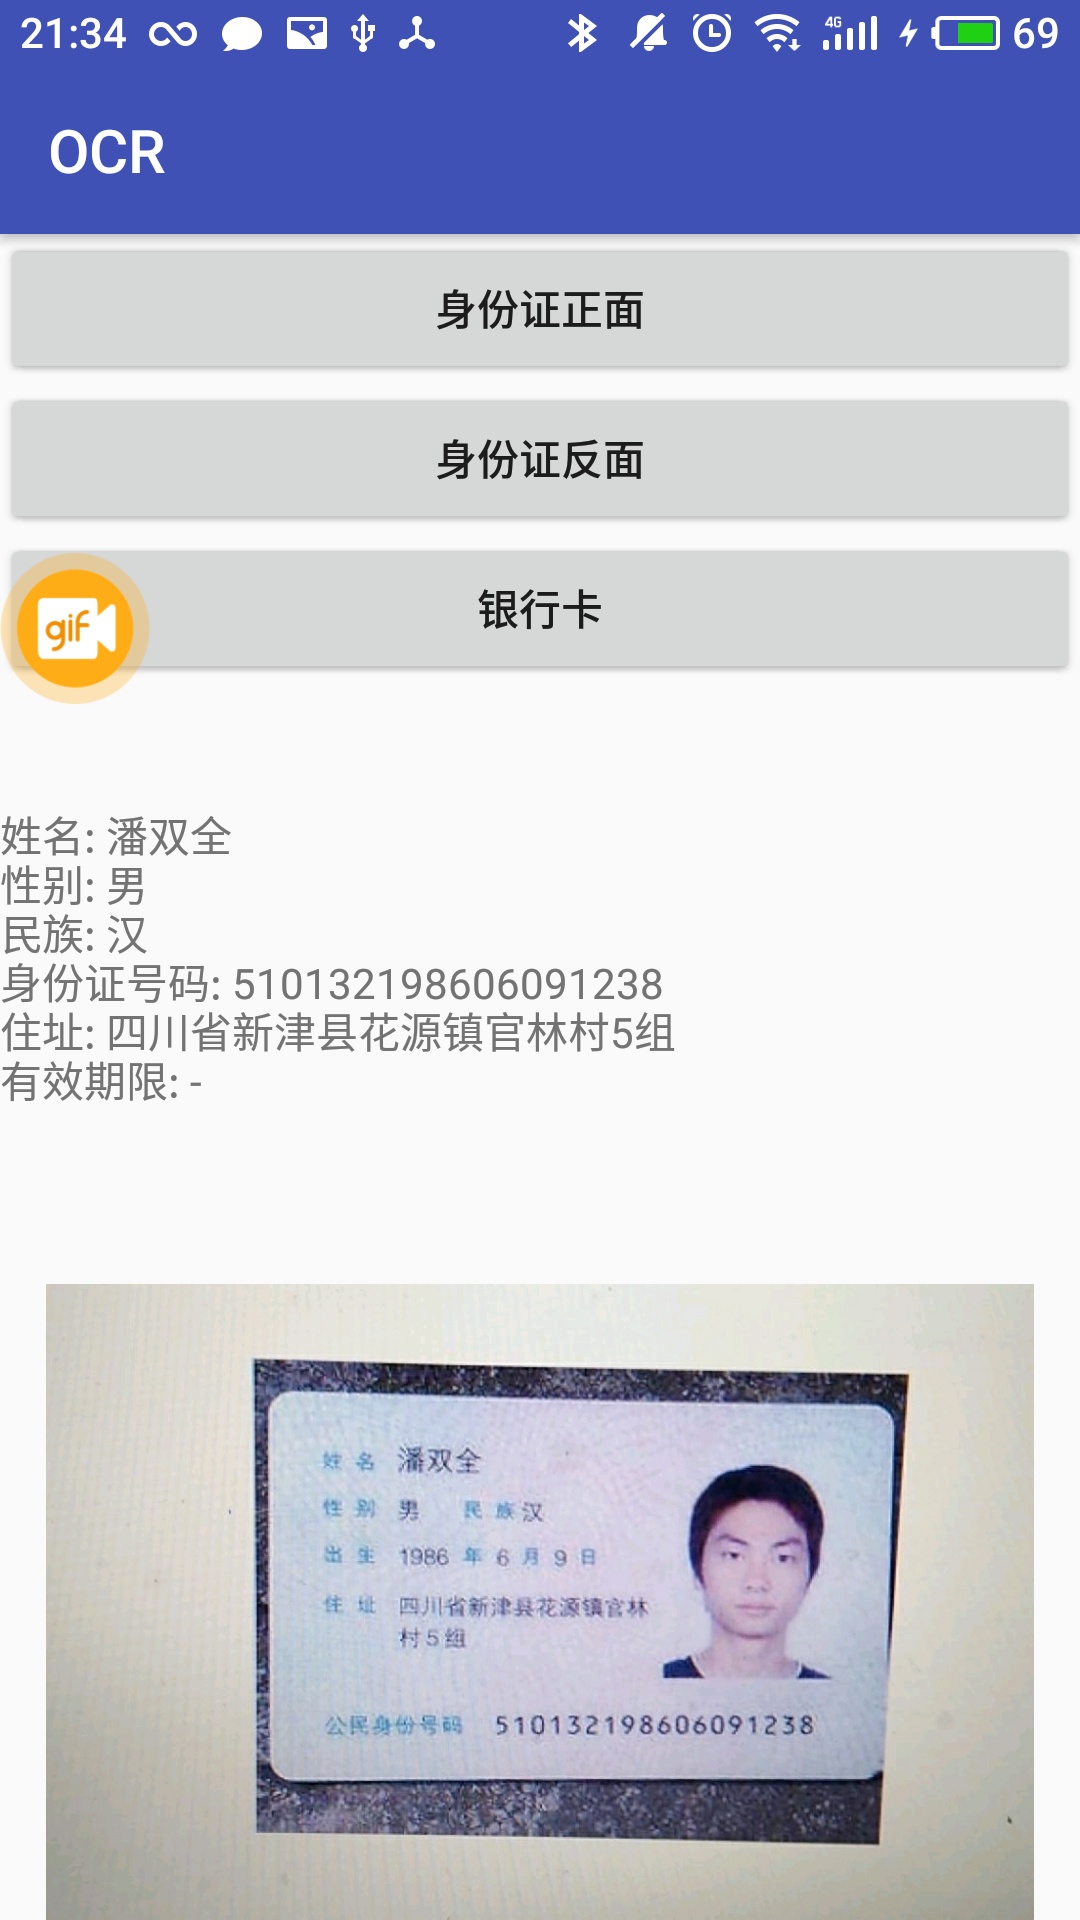 21:34 4G 69
OCR
身份证正面
身份证反面
银行卡
gif
姓名: 潘双全
性别: 男
民族: 汉
身份证号码: 510132198606091238
住址: 四川省新津县花源镇官林村5组
有效期限: -
姓名 潘双全
性别 男 民族 汉
出生 1986 年 6 月 9 日
住址 四川省新津县花源镇官林
村5组
公民身份号码 510132198606091238